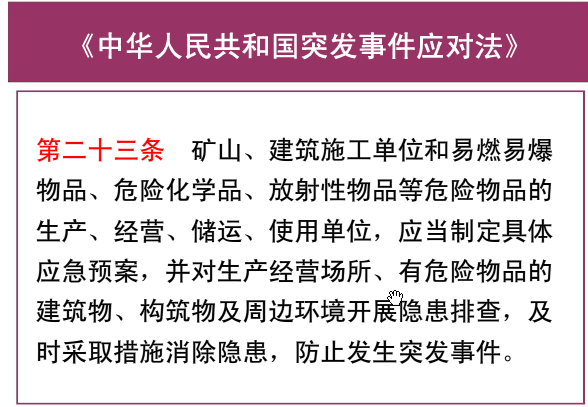 《中华人民共和国突发事件应对法》
第二十三条 矿山、建筑施工单位和易燃易爆
物品、危险化学品、放射性物品等危险物品的
生产、经营、储运、使用单位，应当制定具体
应急预案，并对生产经营场所、有危险物品的
建筑物、构筑物及周边环境开展隐患排查，及
时采取措施消除隐患，防止发生突发事件。